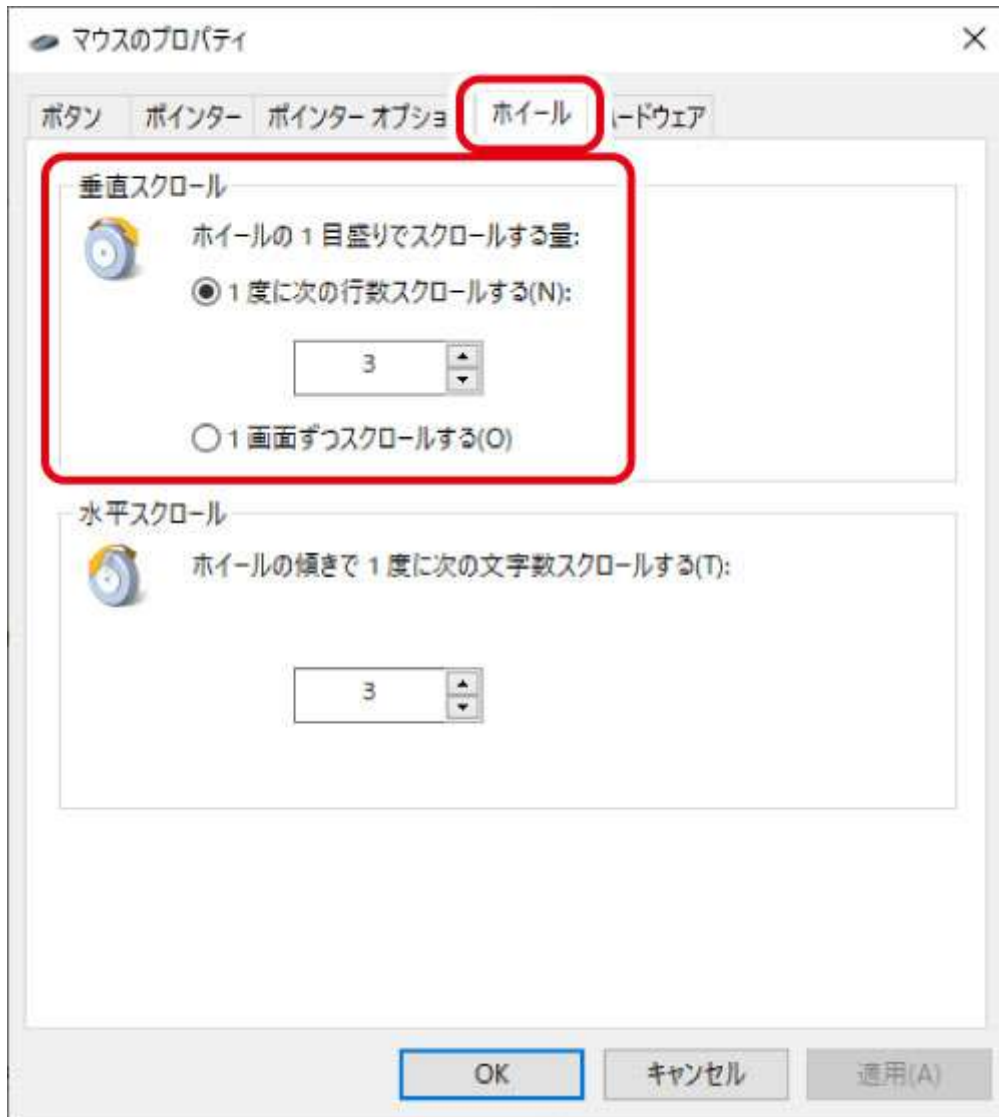 マウスのプロパティ
ボタン ポインター ポインター オプショ ホイール ードウェア
垂直スクロール
ホイールの 1 目盛りでスクロールする量:
1 度に次の行数スクロールする(N):
3
1 画面ずつスクロールする(O)
水平スクロール
ホイールの傾きで 1 度に次の文字数スクロールする(T):
3
OK キャンセル 適用(A)